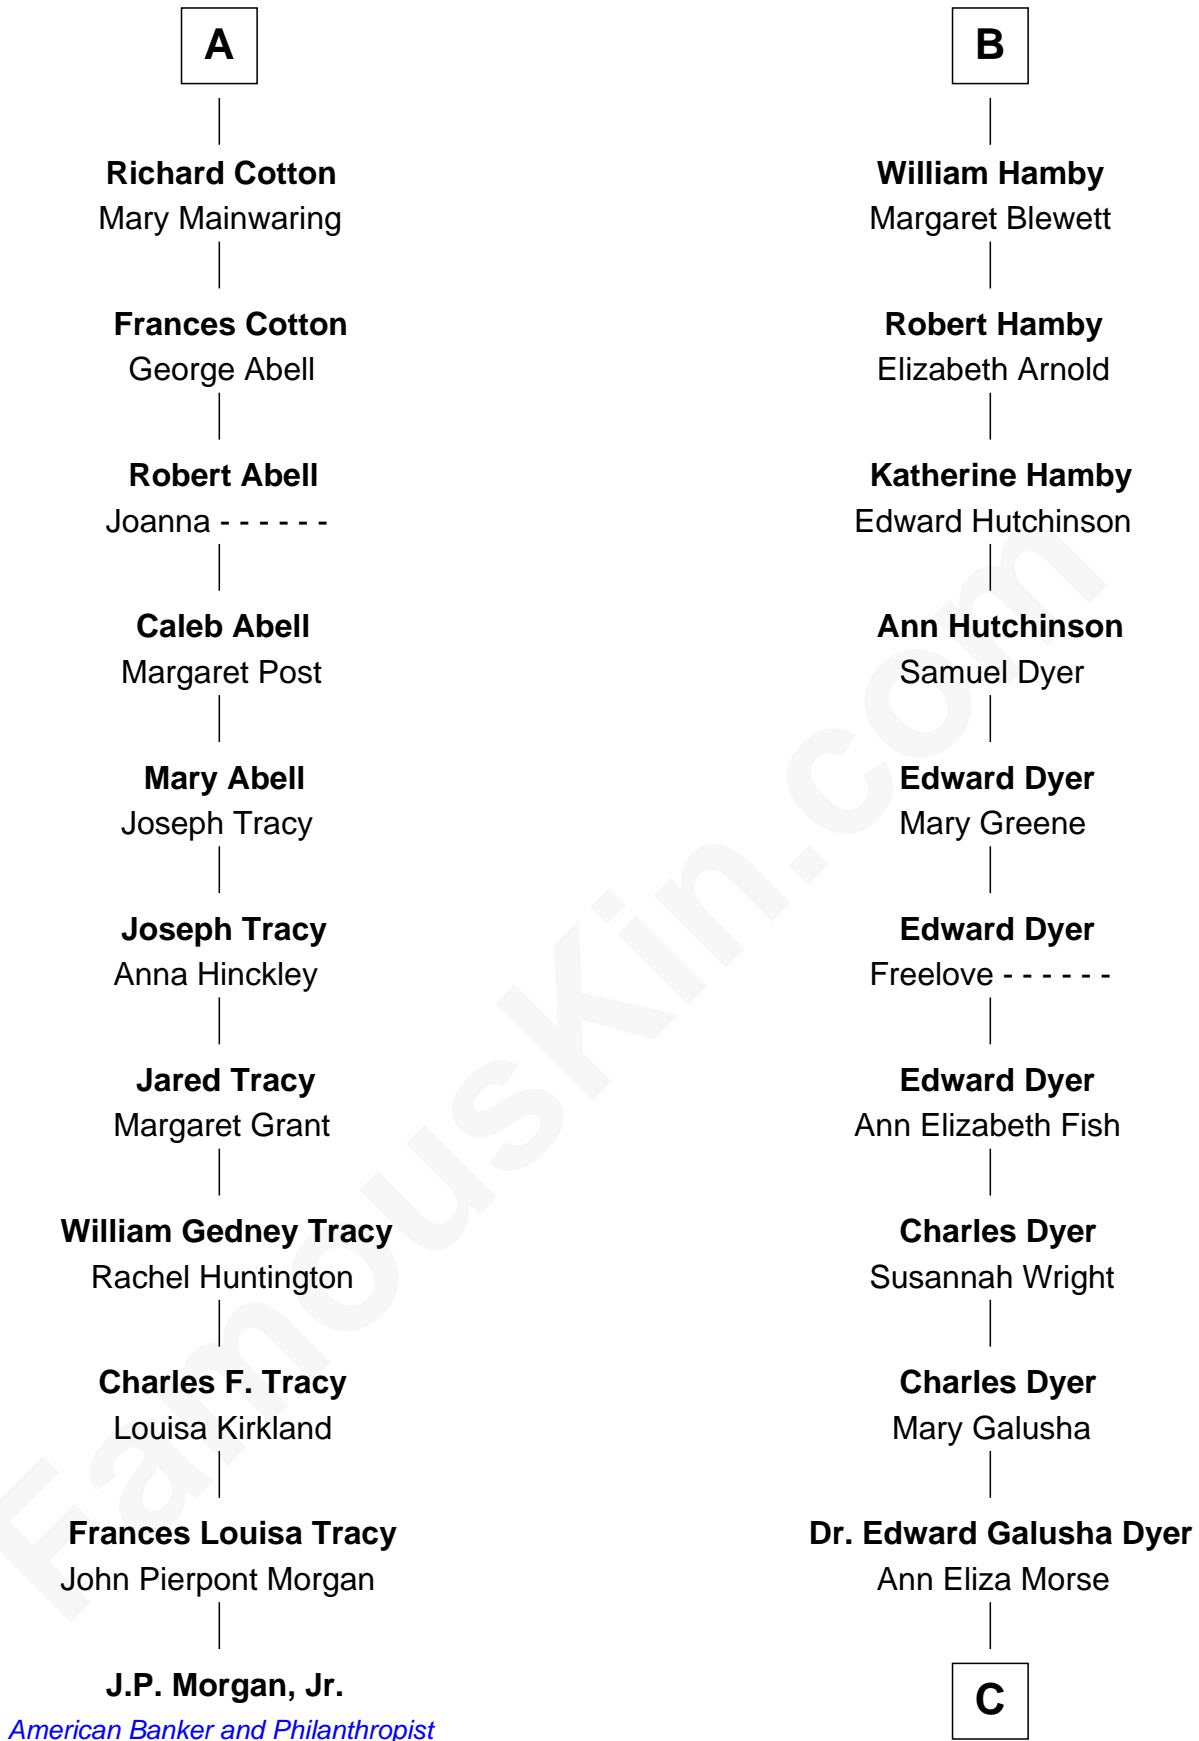 A
Richard Cotton
Mary Mainwaring
Frances Cotton
George Abell
Robert Abell
Joanna - - - - - -
Caleb Abell
Margaret Post
Mary Abell
Joseph Tracy
Joseph Tracy
Anna Hinckley
Jared Tracy
Margaret Grant
William Gedney Tracy
Rachel Huntington
Charles F. Tracy
Louisa Kirkland
Frances Louisa Tracy
John Pierpont Morgan
J.P. Morgan, Jr.
American Banker and Philanthropist
B
William Hamby
Margaret Blewett
Robert Hamby
Elizabeth Arnold
Katherine Hamby
Edward Hutchinson
Ann Hutchinson
Samuel Dyer
Edward Dyer
Mary Greene
Edward Dyer
Freelove - - - - - -
Edward Dyer
Ann Elizabeth Fish
Charles Dyer
Susannah Wright
Charles Dyer
Mary Galusha
Dr. Edward Galusha Dyer
Ann Eliza Morse
C
FamousKin.com